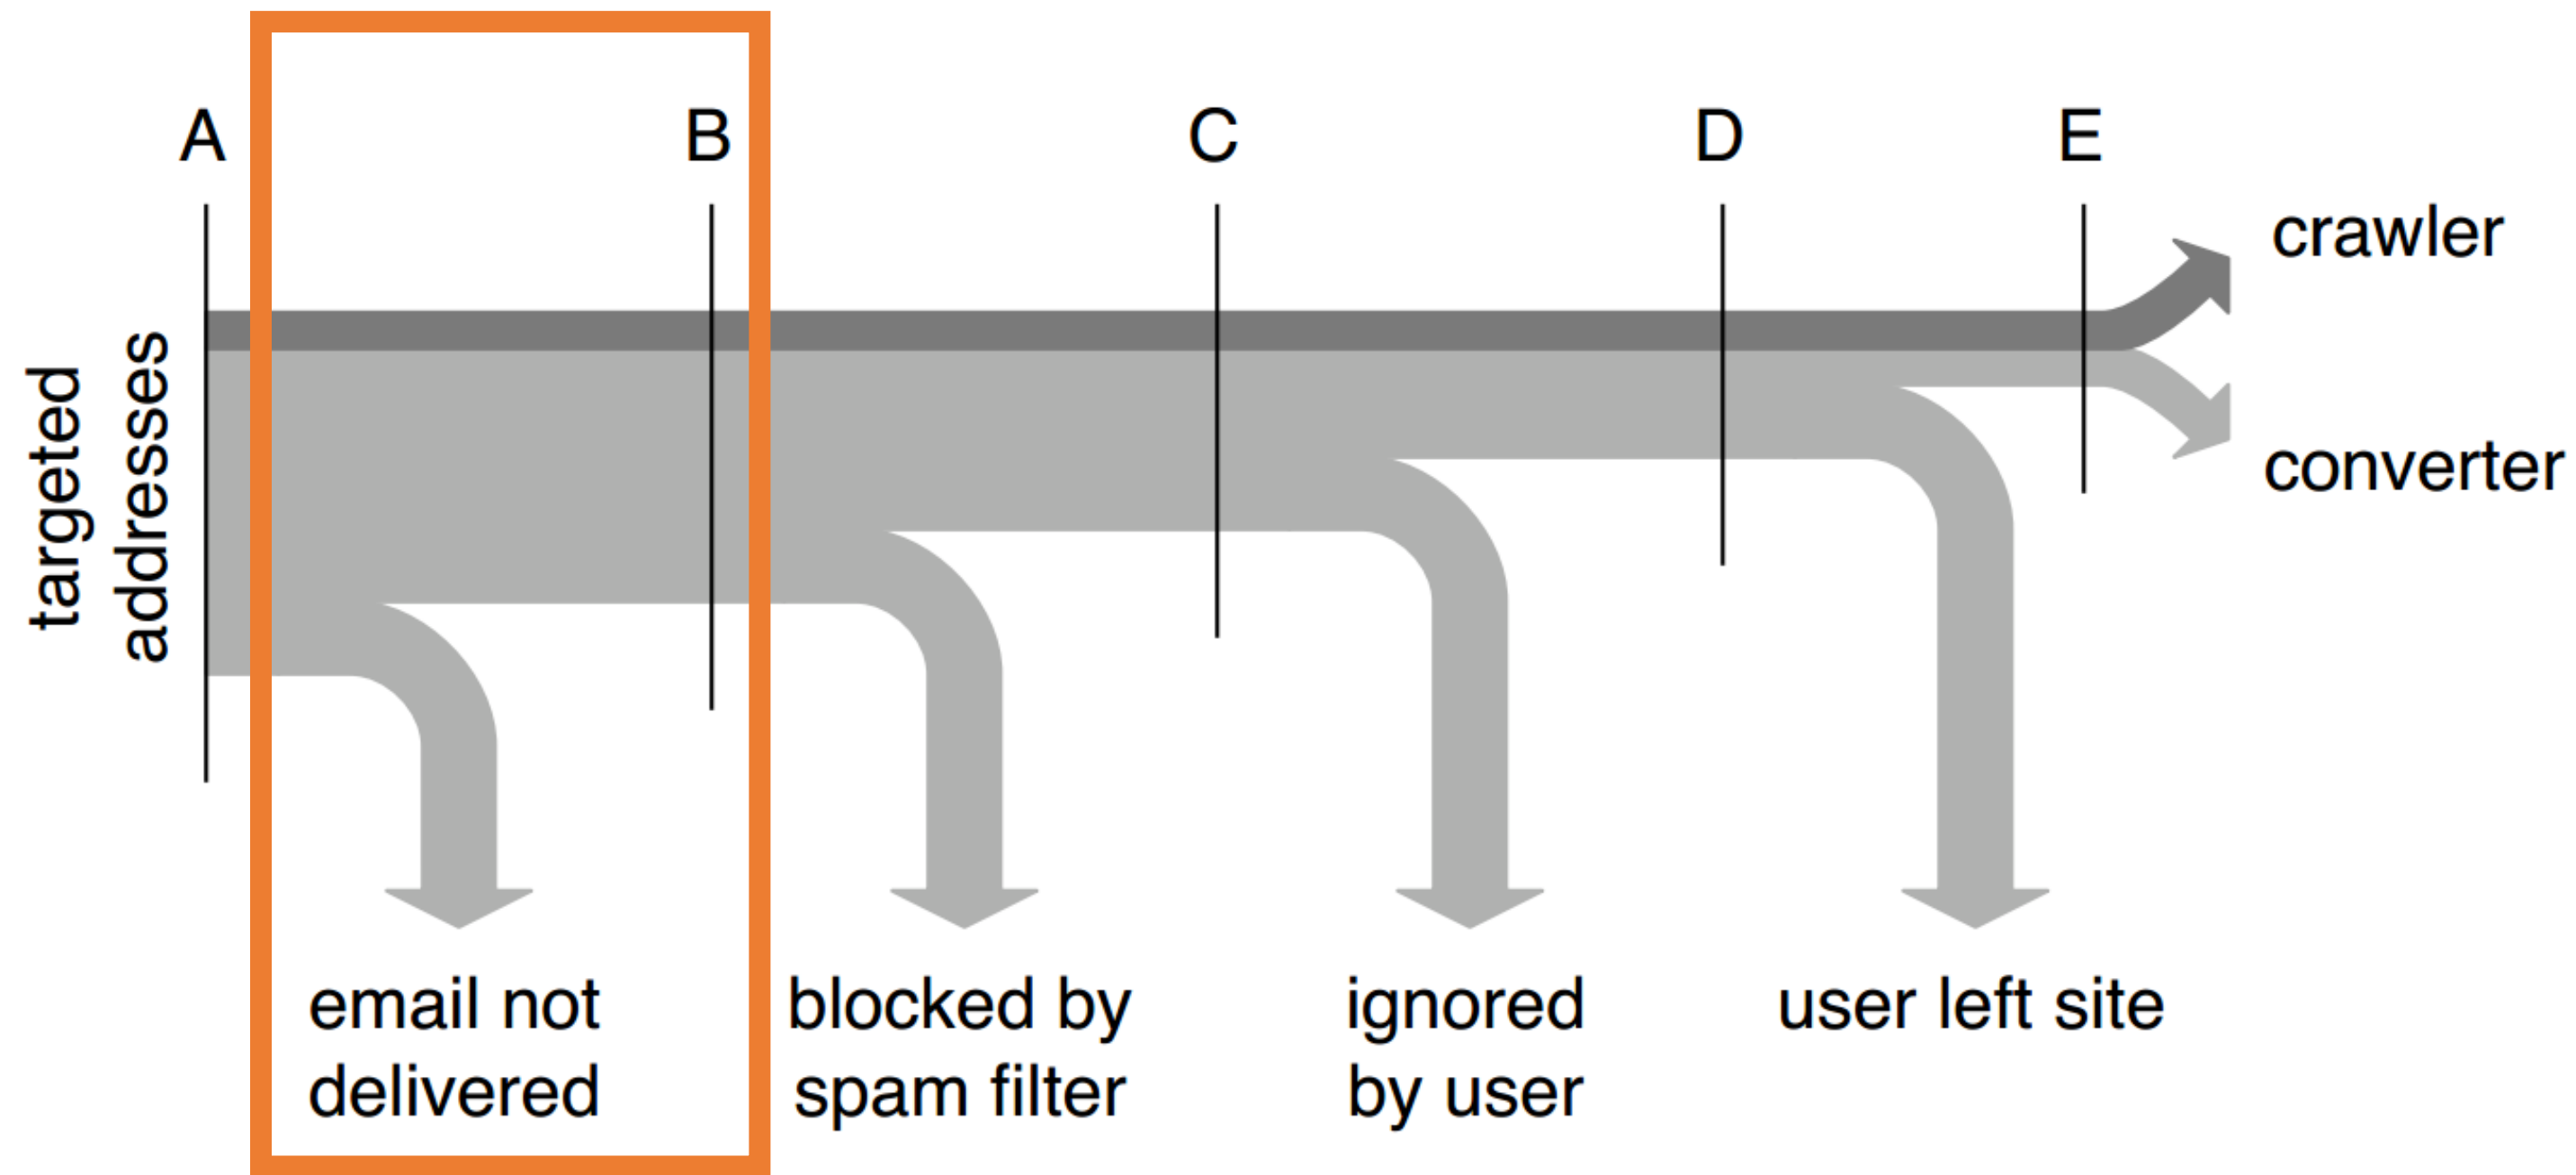 A
B
C
D
E
crawler
converter
targeted
addresses
email not
delivered
blocked by
spam filter
ignored
by user
user left site